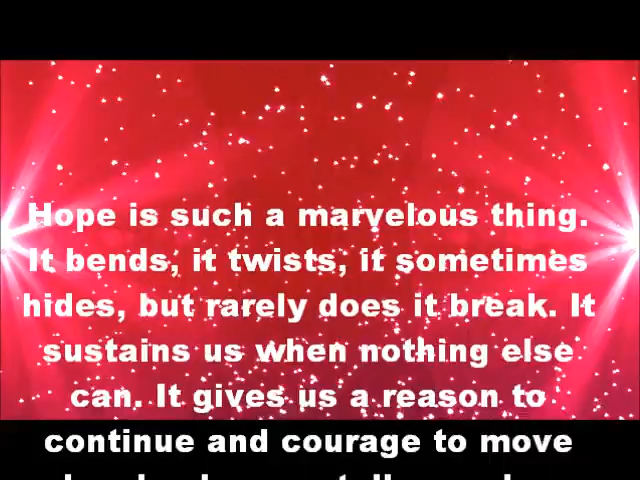 Hope is such a marvelous thing.
It bends, it twists, it sometimes
hides, but rarely does it break. It
sustains us when nothing else
can. It gives us a reason to
continue and courage to move